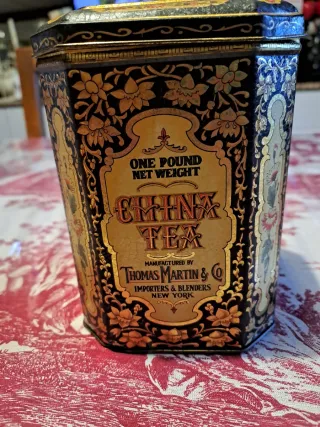 ONE POUND
NET WEIGHT
CHINA
TEA
MANUFACTURED BY
THOMAS MARTIN & CO
IMPORTERS & BLENDERS
NEW YORK